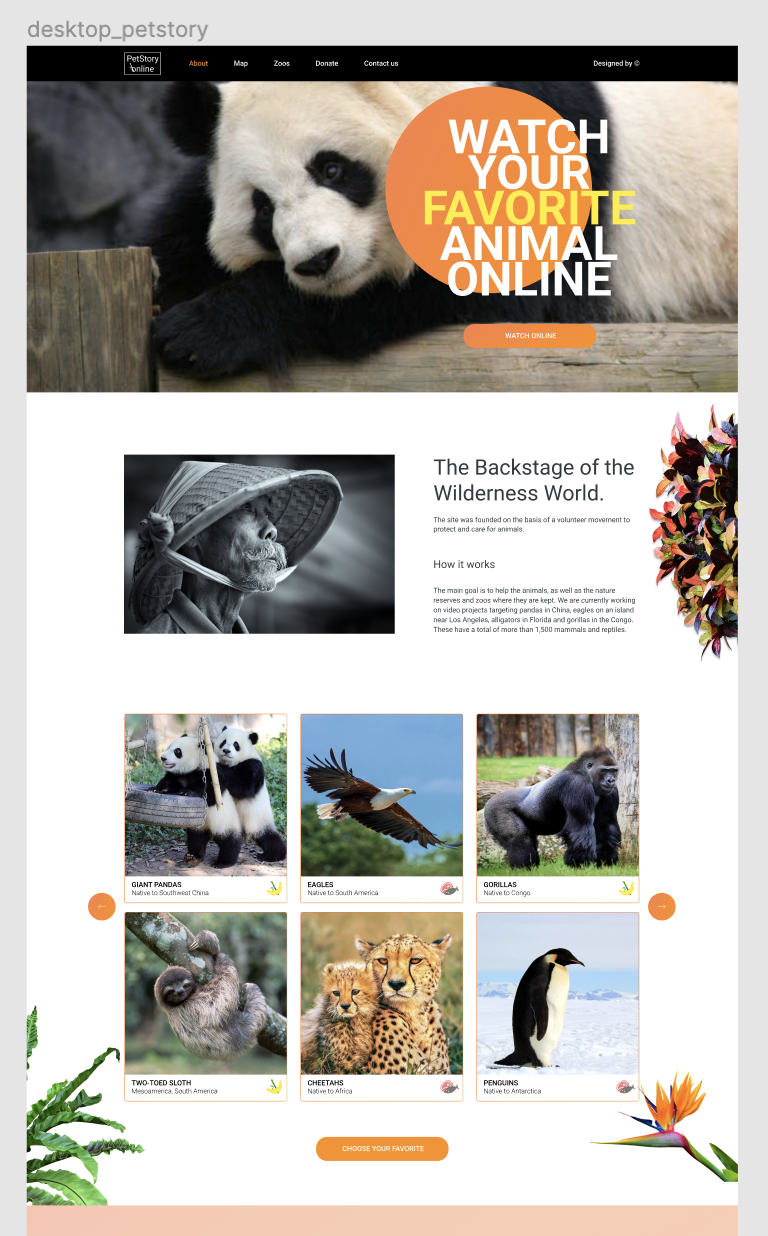 desktop_petstory
PetStory
online
About
Map
Zoos
Donate
Contact us
Designed by ©
WATCH
YOUR
FAVORITE
ANIMAL
ONLINE
WATCH ONLINE
The Backstage of the
Wilderness World.
The site was founded on the basis of a volunteer movement to
protect and care for animals.
How it works
The main goal is to help the animals, as well as the nature
reserves and zoos where they are kept. We are currently working
on video projects targeting pandas in China, eagles on an island
near Los Angeles, alligators in Florida and gorillas in the Congo.
These have a total of more than 1,500 mammals and reptiles.
GIANT PANDAS
Native to Southwest China
EAGLES
Native to South America
GORILLAS
Native to Congo
←
→
TWO-TOED SLOTH
Mesoamerica, South America
CHEETAHS
Native to Africa
PENGUINS
Native to Antarctica
CHOOSE YOUR FAVORITE